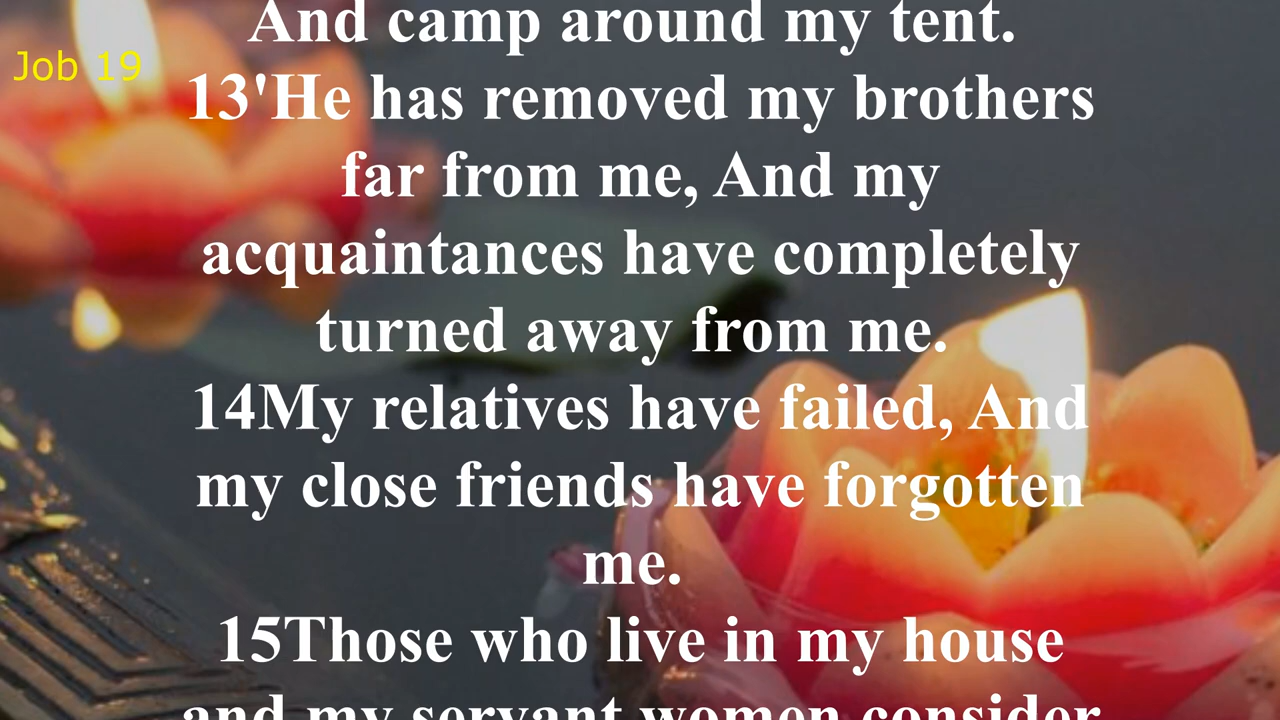 And camp around my tent.
Job 19
13'He has removed my brothers
far from me, And my
acquaintances have completely
turned away from me.
14My relatives have failed, And
my close friends have forgotten
me.
15Those who live in my house
and my servant women consider